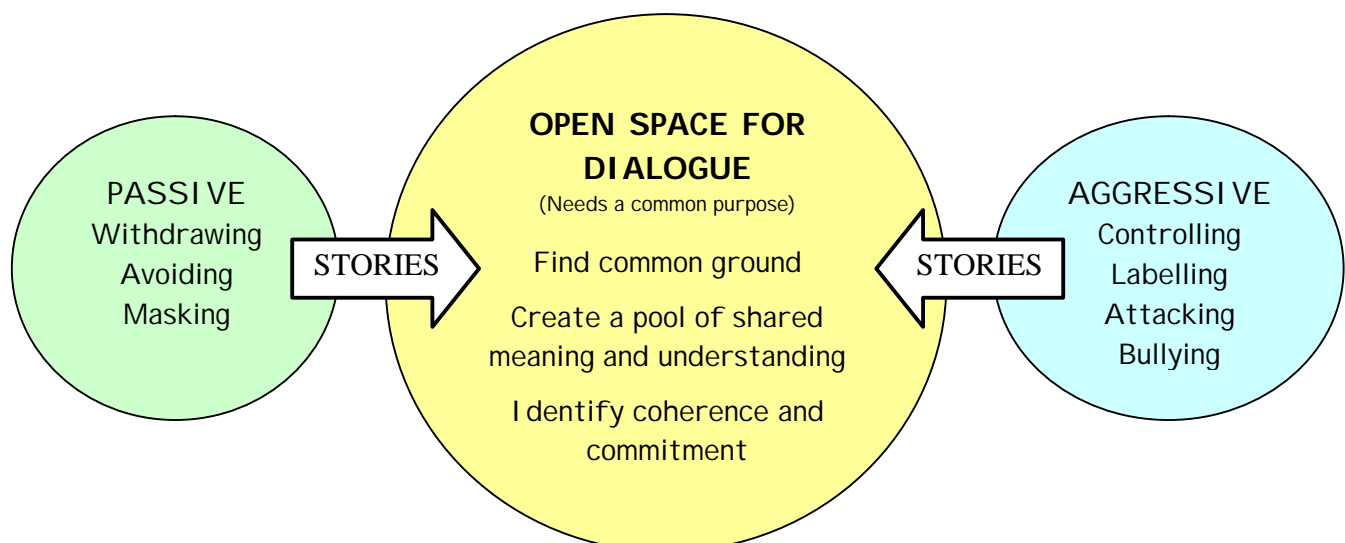 PASSIVE
Withdrawing
Avoiding
Masking
STORIES
OPEN SPACE FOR
DIALOGUE
(Needs a common purpose)
Find common ground
Create a pool of shared
meaning and understanding
Identify coherence and
commitment
STORIES
AGGRESSIVE
Controlling
Labelling
Attacking
Bullying